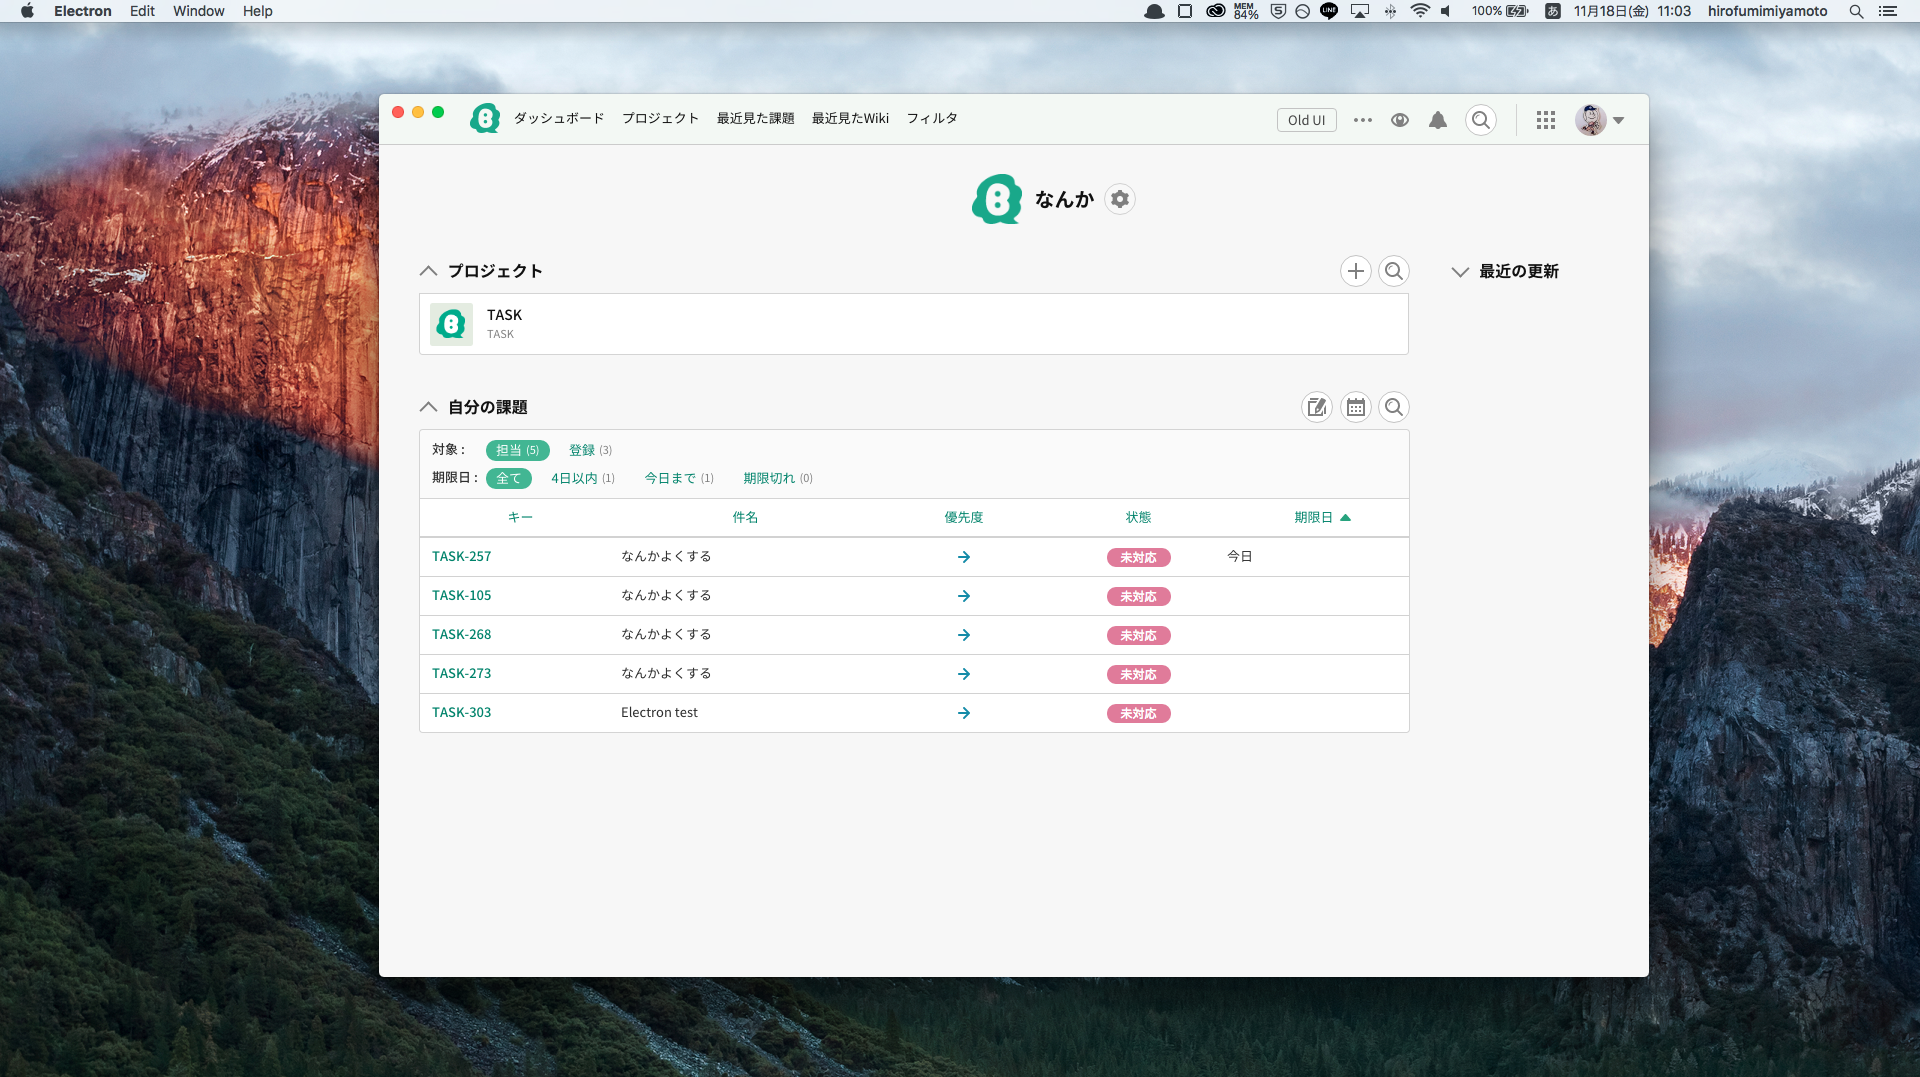 Electron Edit Window Help MEM 84% LINE 100% あ 11月18日(金) 11:03 hirofumimiyamoto
ダッシュボード プロジェクト 最近見た課題 最近見たWiki フィルタ Old UI
なんか
プロジェクト
最近の更新
TASK
TASK
自分の課題
対象 : 担当 (5) 登録 (3)
期限日 : 全て 4日以内 (1) 今日まで (1) 期限切れ (0)
キー 件名 優先度 状態 期限日
TASK-257 なんかよくする 未対応 今日
TASK-105 なんかよくする 未対応
TASK-268 なんかよくする 未対応
TASK-273 なんかよくする 未対応
TASK-303 Electron test 未対応